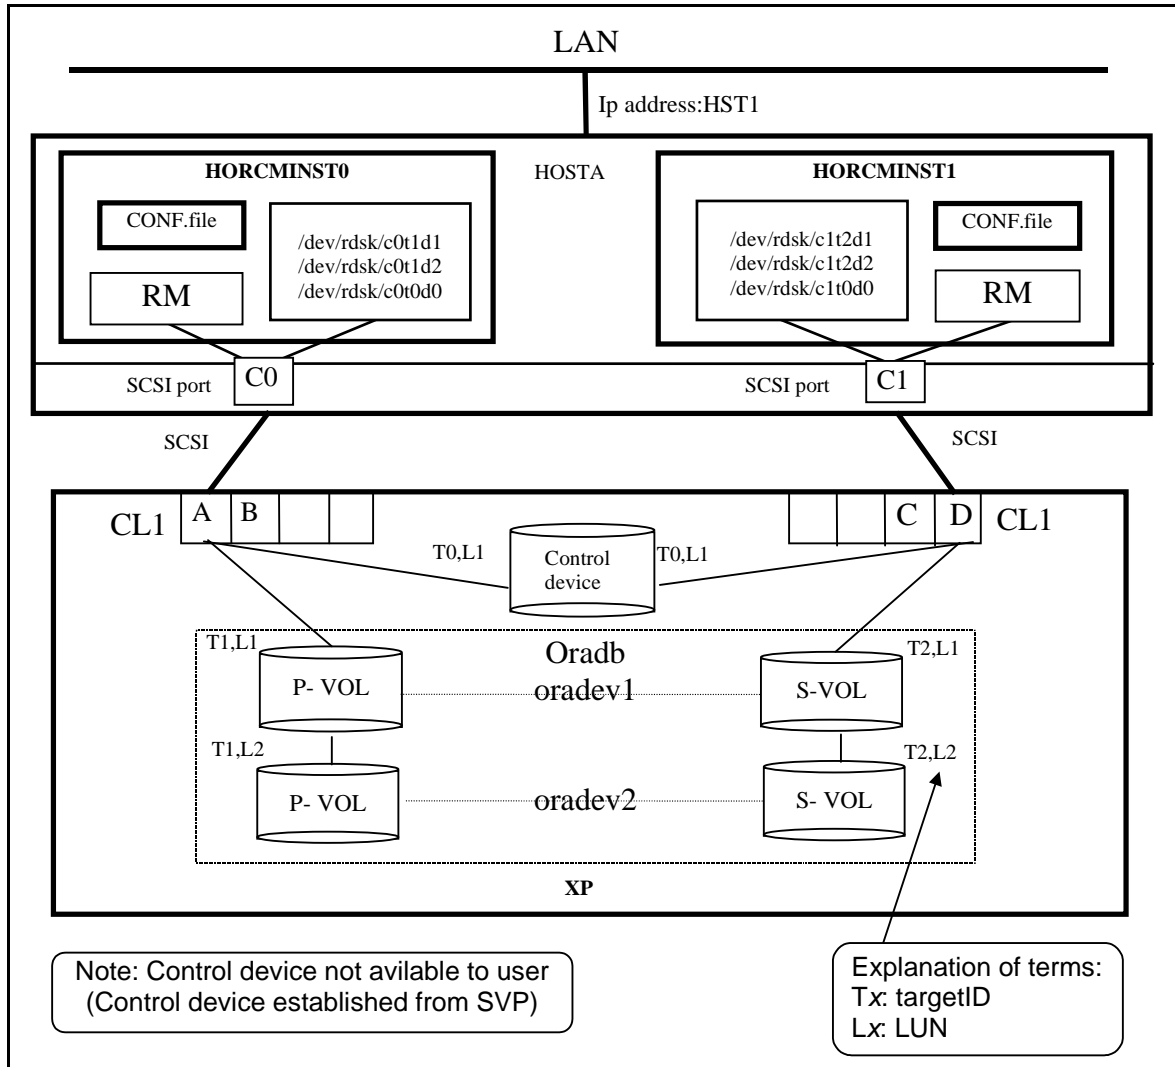 LAN
Ip address:HST1
HORCMINST0
HOSTA
HORCMINST1
CONF.file
/dev/rdsk/c0t1d1
/dev/rdsk/c0t1d2
/dev/rdsk/c0t0d0
RM
/dev/rdsk/c1t2d1
/dev/rdsk/c1t2d2
/dev/rdsk/c1t0d0
CONF.file
RM
SCSI port
C0
SCSI port
C1
SCSI
SCSI
CL1
A
B
C
D
CL1
T0,L1
Control
device
T0,L1
T1,L1
Oradb
T2,L1
P- VOL
oradev1
S-VOL
T1,L2
T2,L2
P- VOL
oradev2
S- VOL
XP
Note: Control device not avilable to user
(Control device established from SVP)
Explanation of terms:
Tx: targetID
Lx: LUN